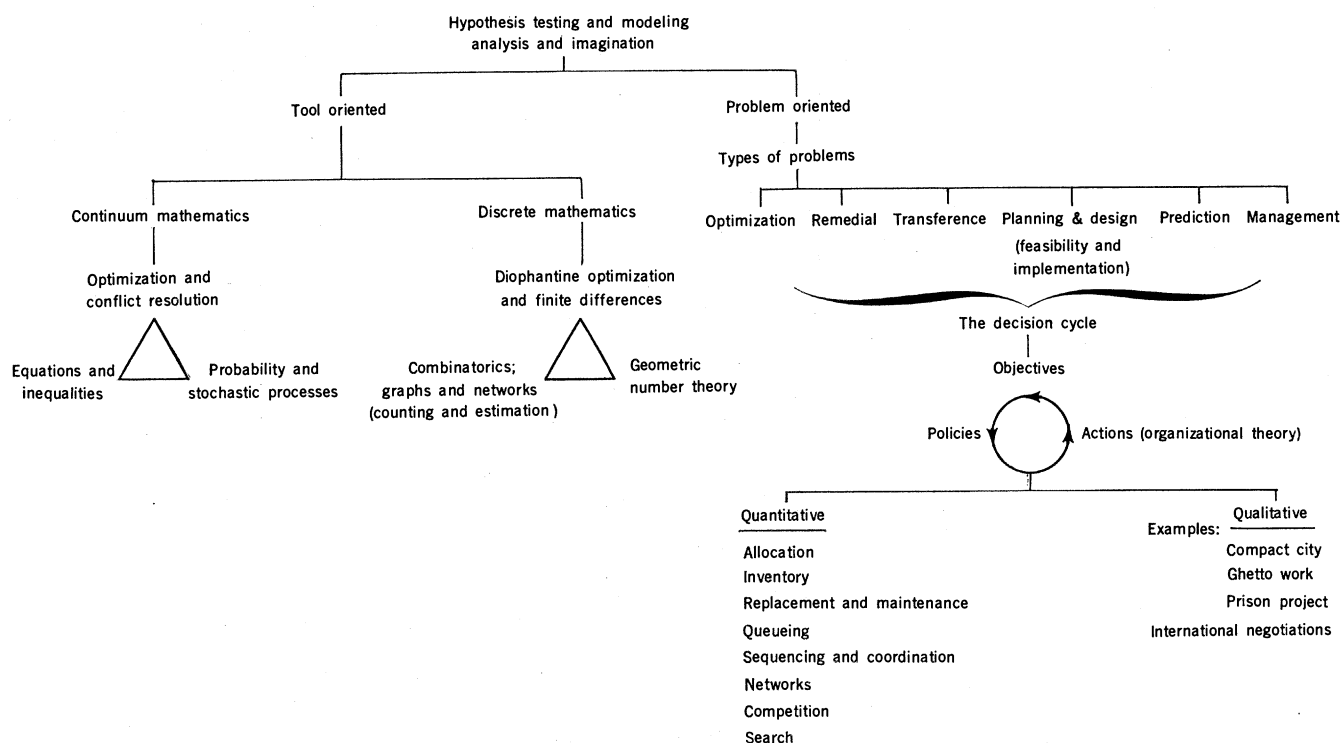 Hypothesis testing and modeling
analysis and imagination
Tool oriented
Problem oriented
Types of problems
Continuum mathematics
Discrete mathematics
Optimization
Remedial
Transference
Planning & design
(feasibility and
implementation)
Prediction
Management
Optimization and
conflict resolution
Diophantine optimization
and finite differences
Equations and
inequalities
Probability and
stochastic processes
Combinatorics;
graphs and networks
(counting and estimation)
Geometric
number theory
The decision cycle
Objectives
Policies
Actions (organizational theory)
Quantitative
Allocation
Inventory
Replacement and maintenance
Queueing
Sequencing and coordination
Networks
Competition
Search
Examples:
Qualitative
Compact city
Ghetto work
Prison project
International negotiations